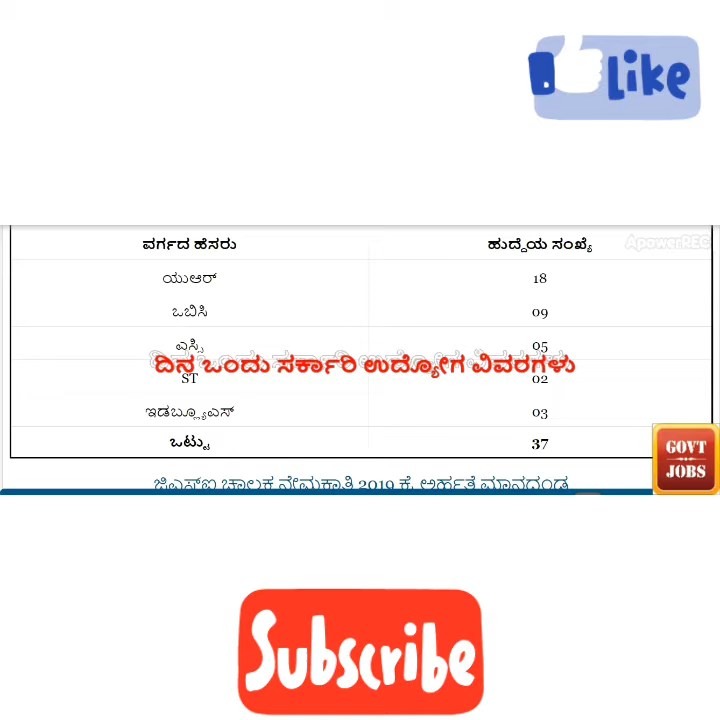 Like
ವರ್ಗದ ಹೆಸರು ಹುದ್ದೆಯ ಸಂಖ್ಯೆ
ApowerREC
ಯುಆರ್ 18
ಒಬಿಸಿ 09
ಎಸ್ಸಿ 05
ದಿನ ಒಂದು ಸರ್ಕಾರಿ ಉದ್ಯೋಗ ವಿವರಗಳು
ST 02
ಇಡಬ್ಲ್ಯೂಎಸ್ 03
ಒಟ್ಟು 37
GOVT
JOBS
ಜಿಎಸ್ಐ ಚಾಲಕ ನೇಮಕಾತಿ 2019 ಕ್ಕೆ ಅರ್ಹತೆ ಮಾನದಂಡ
Subscribe